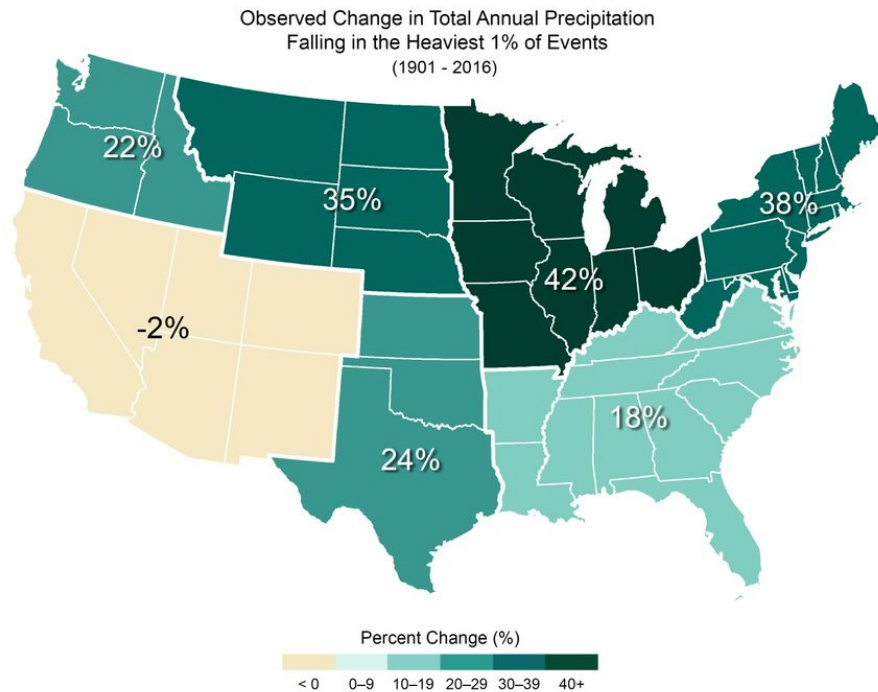 Observed Change in Total Annual Precipitation
Falling in the Heaviest 1% of Events
(1901 - 2016)
22%
35%
38%
42%
-2%
18%
24%
Percent Change (%)
< 0 0–9 10–19 20–29 30–39 40+